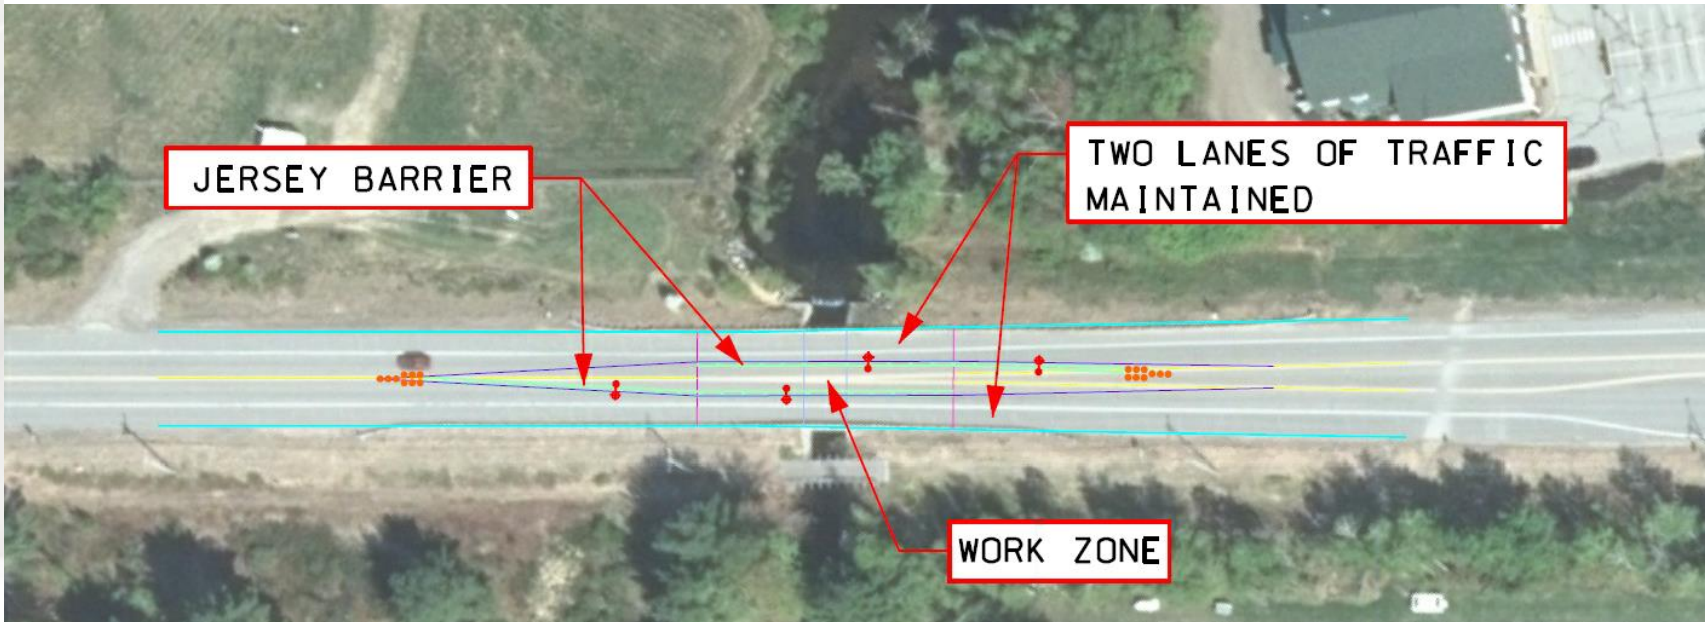 JERSEY BARRIER
TWO LANES OF TRAFFIC
MAINTAINED
WORK ZONE